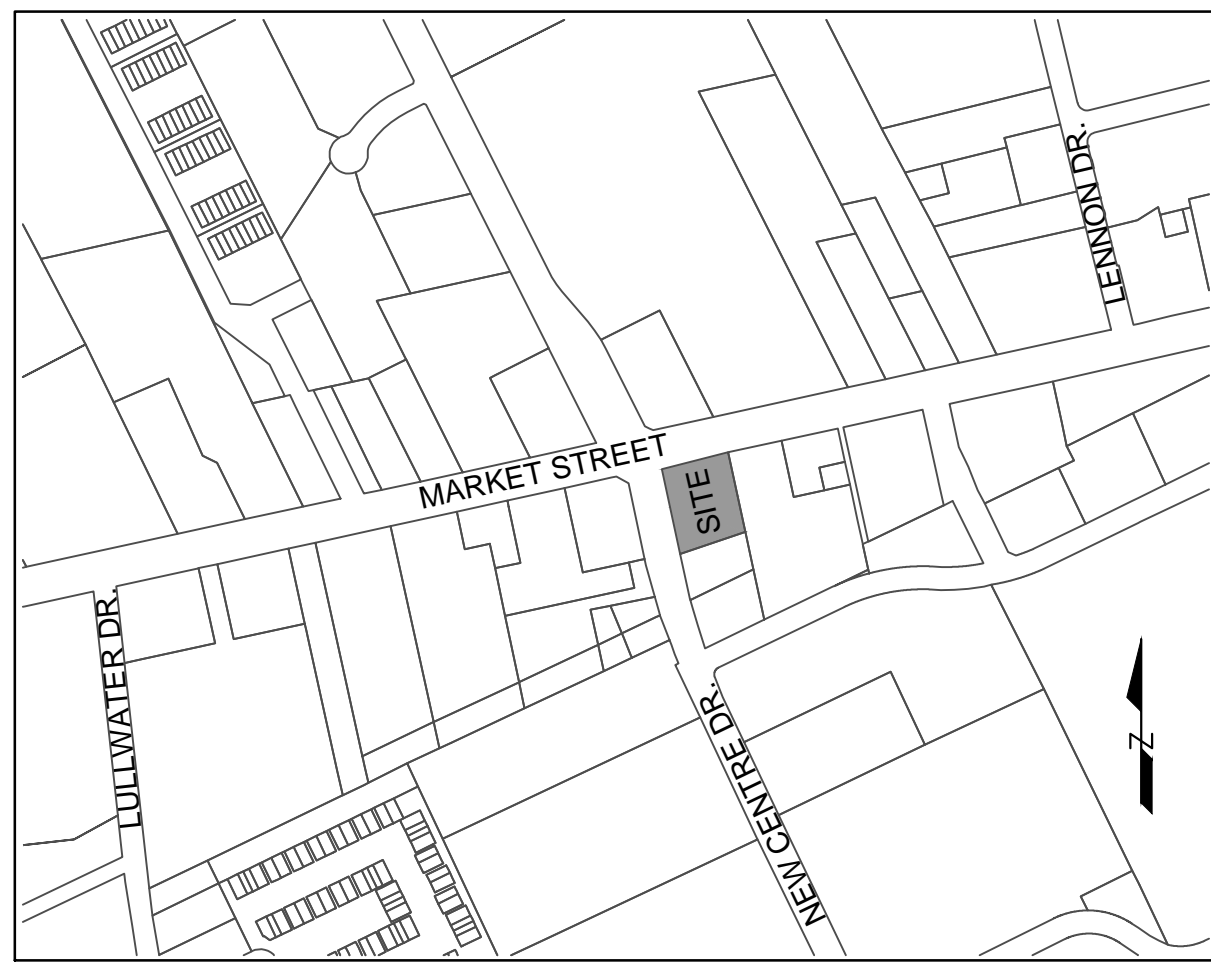 LENNON DR.
MARKET STREET
SITE
LULLWATER DR.
NEW CENTRE DR.
N